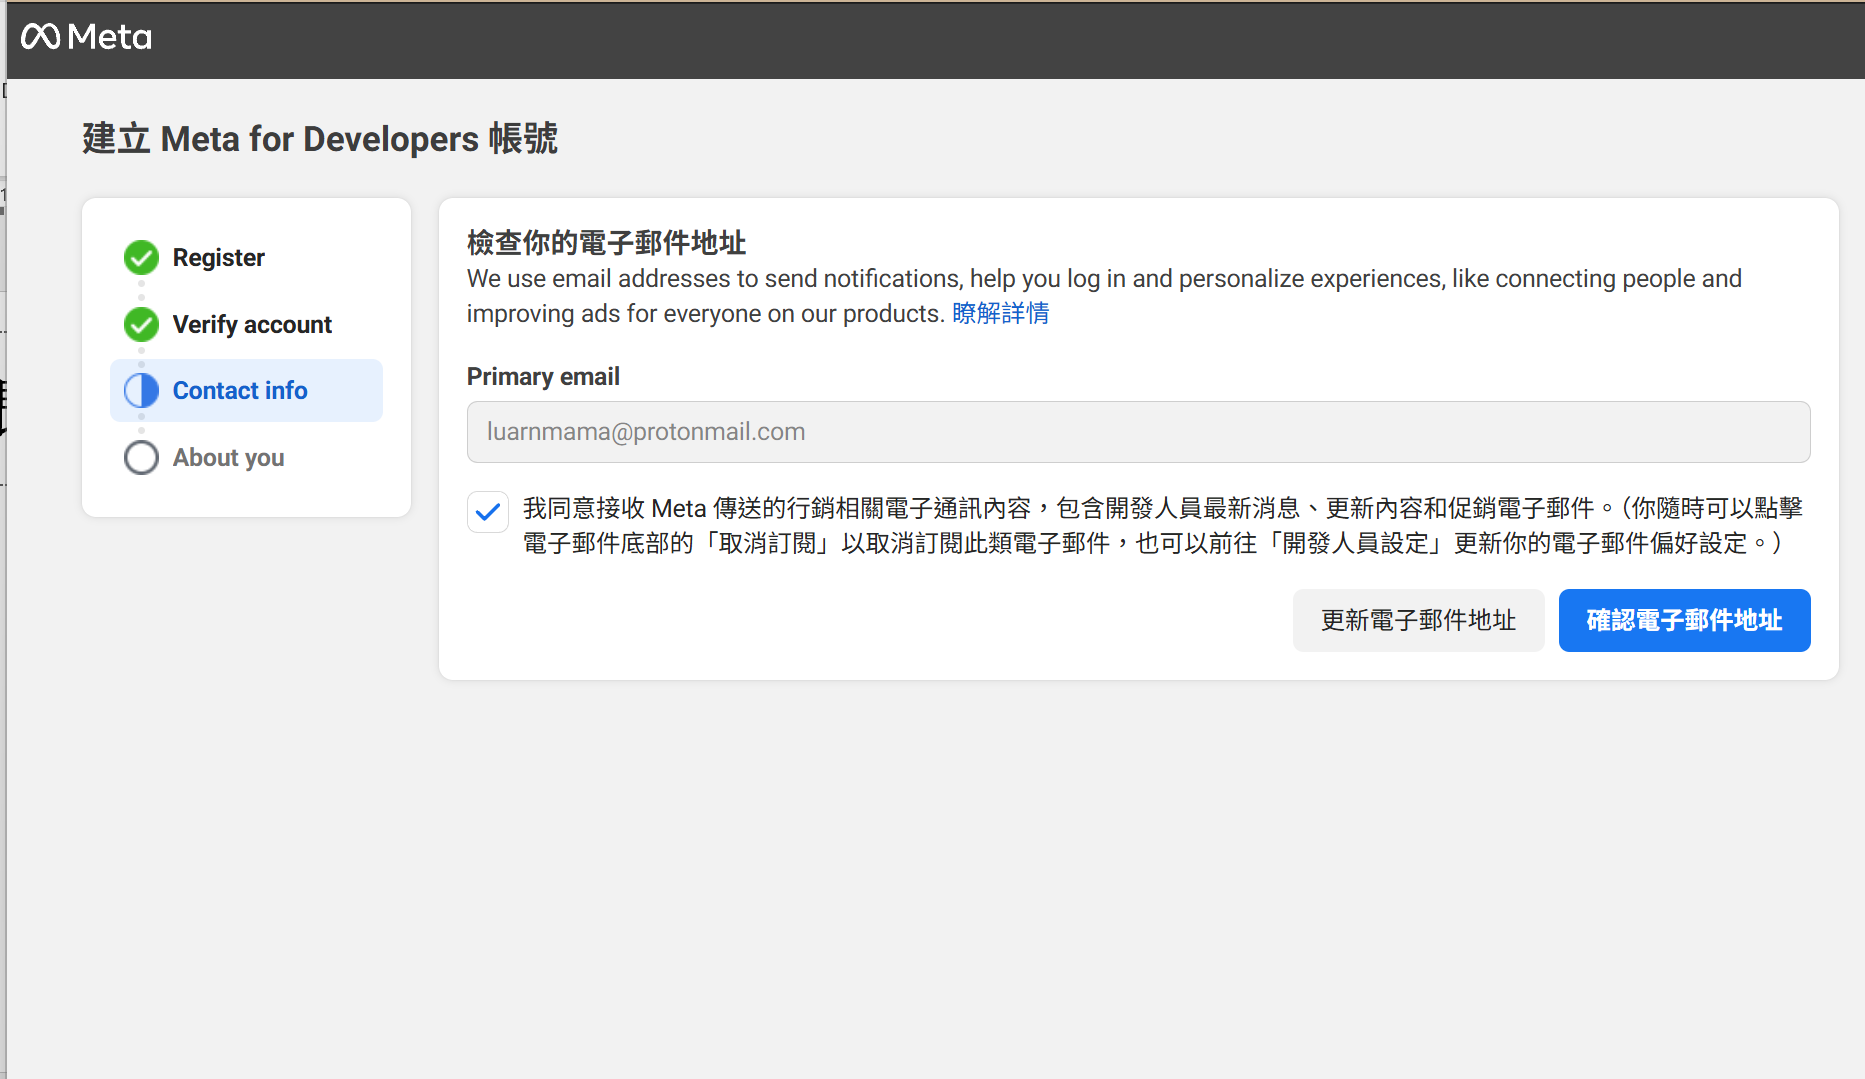 Meta
建立 Meta for Developers 帳號
Register
Verify account
Contact info
About you
檢查你的電子郵件地址
We use email addresses to send notifications, help you log in and personalize experiences, like connecting people and
improving ads for everyone on our products. 瞭解詳情
Primary email
luarnmama@protonmail.com
我同意接收 Meta 傳送的行銷相關電子通訊內容，包含開發人員最新消息、更新內容和促銷電子郵件。（你隨時可以點擊
電子郵件底部的「取消訂閱」以取消訂閱此類電子郵件，也可以前往「開發人員設定」更新你的電子郵件偏好設定。）
更新電子郵件地址
確認電子郵件地址